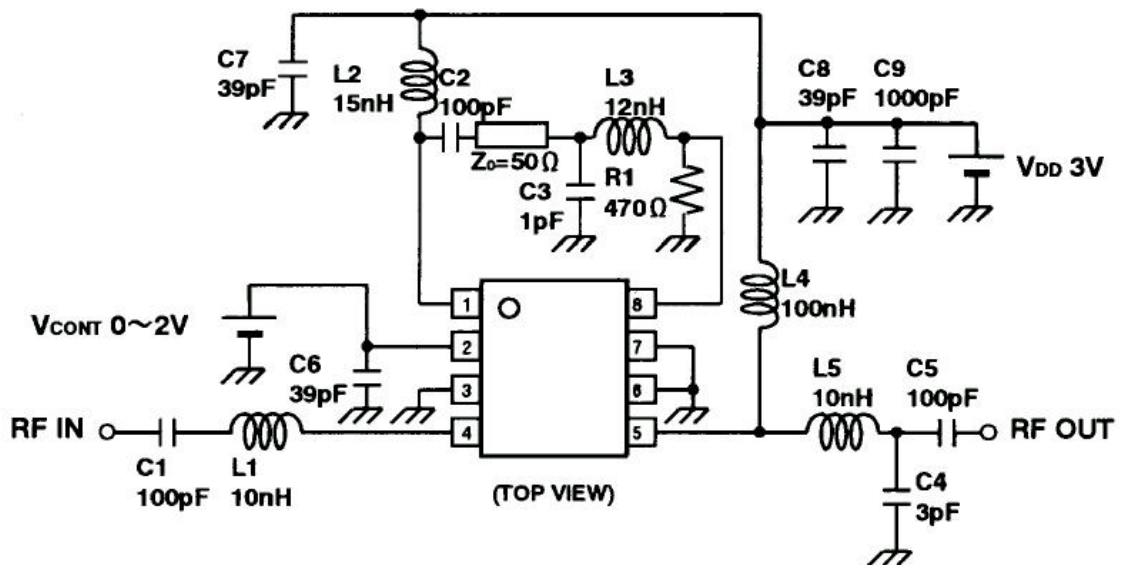 C7
39pF
L2
15nH
C2
100pF
L3
12nH
C8
39pF
C9
1000pF
Zo=50Ω
C3
1pF
R1
470Ω
VDD 3V
L4
100nH
1
8
VCONT 0~2V
2
7
C6
39pF
3
6
L5
10nH
C5
100pF
RF IN
4
5
RF OUT
C1
100pF
L1
10nH
(TOP VIEW)
C4
3pF